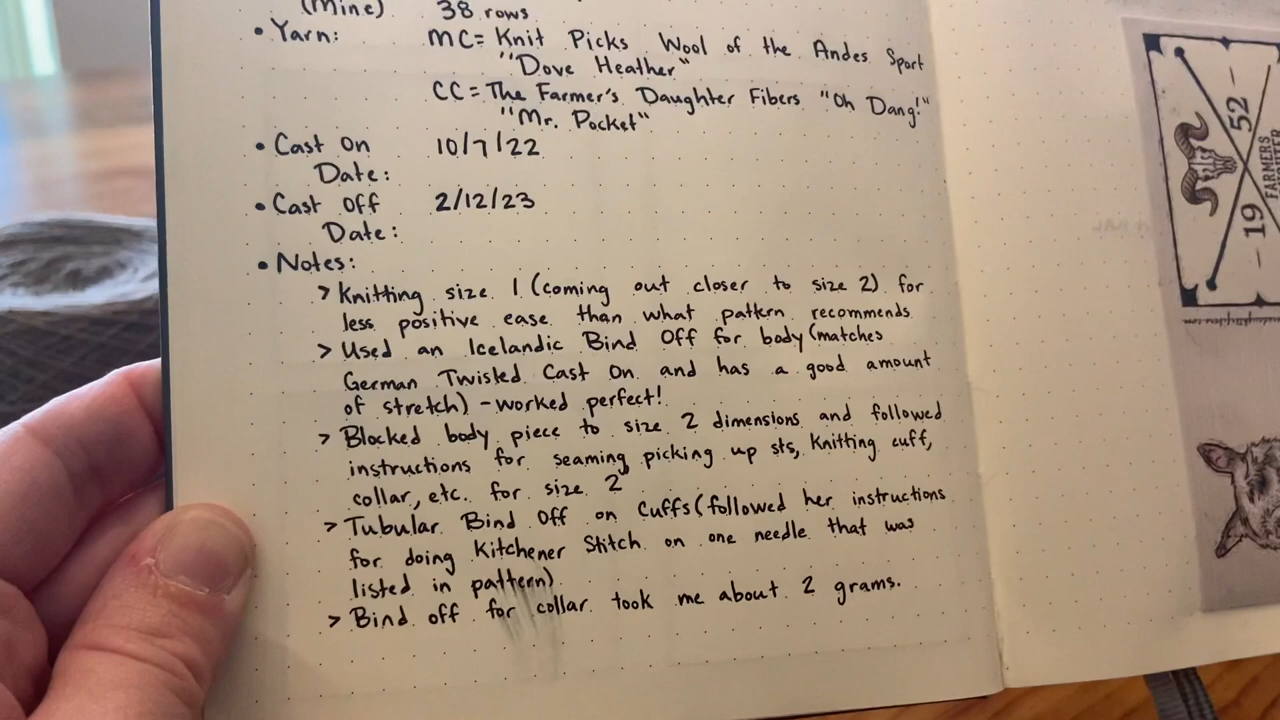 (Mine) 38 rows
• Yarn: MC= Knit Picks Wool of the Andes Sport
"Dove Heather"
CC = The Farmer's Daughter Fibers "Oh Dang!"
"Mr. Pocket"
• Cast On 10/7/22
Date:
• Cast Off 2/12/23
Date:
• Notes:
> Knitting size 1 (coming out closer to size 2) for
less positive ease than what pattern recommends
> Used an Icelandic Bind Off for body (matches
German Twisted Cast On and has a good amount
of stretch) - worked perfect!
> Blocked body piece to size 2 dimensions and followed
instructions for seaming picking up sts, knitting cuff,
collar, etc. for size 2
> Tubular Bind Off on Cuffs (followed her instructions
for doing Kitchener Stitch on one needle that was
listed in pattern)
> Bind off for collar took me about 2 grams.
- 19 52 -
FARMERS